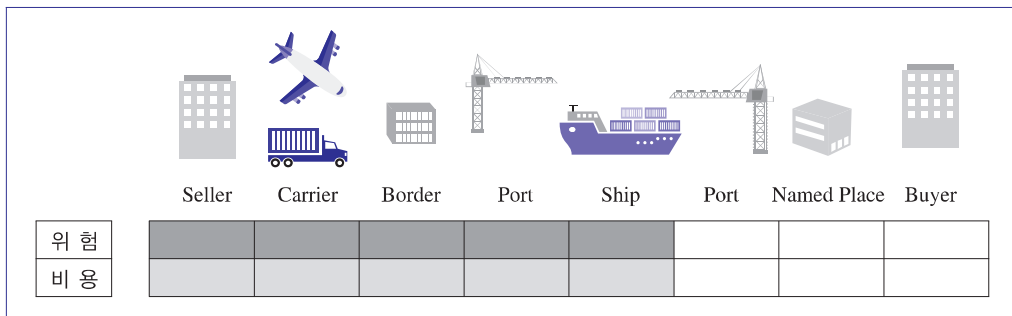 Seller Carrier Border Port Ship Port Named Place Buyer
위 험
비 용